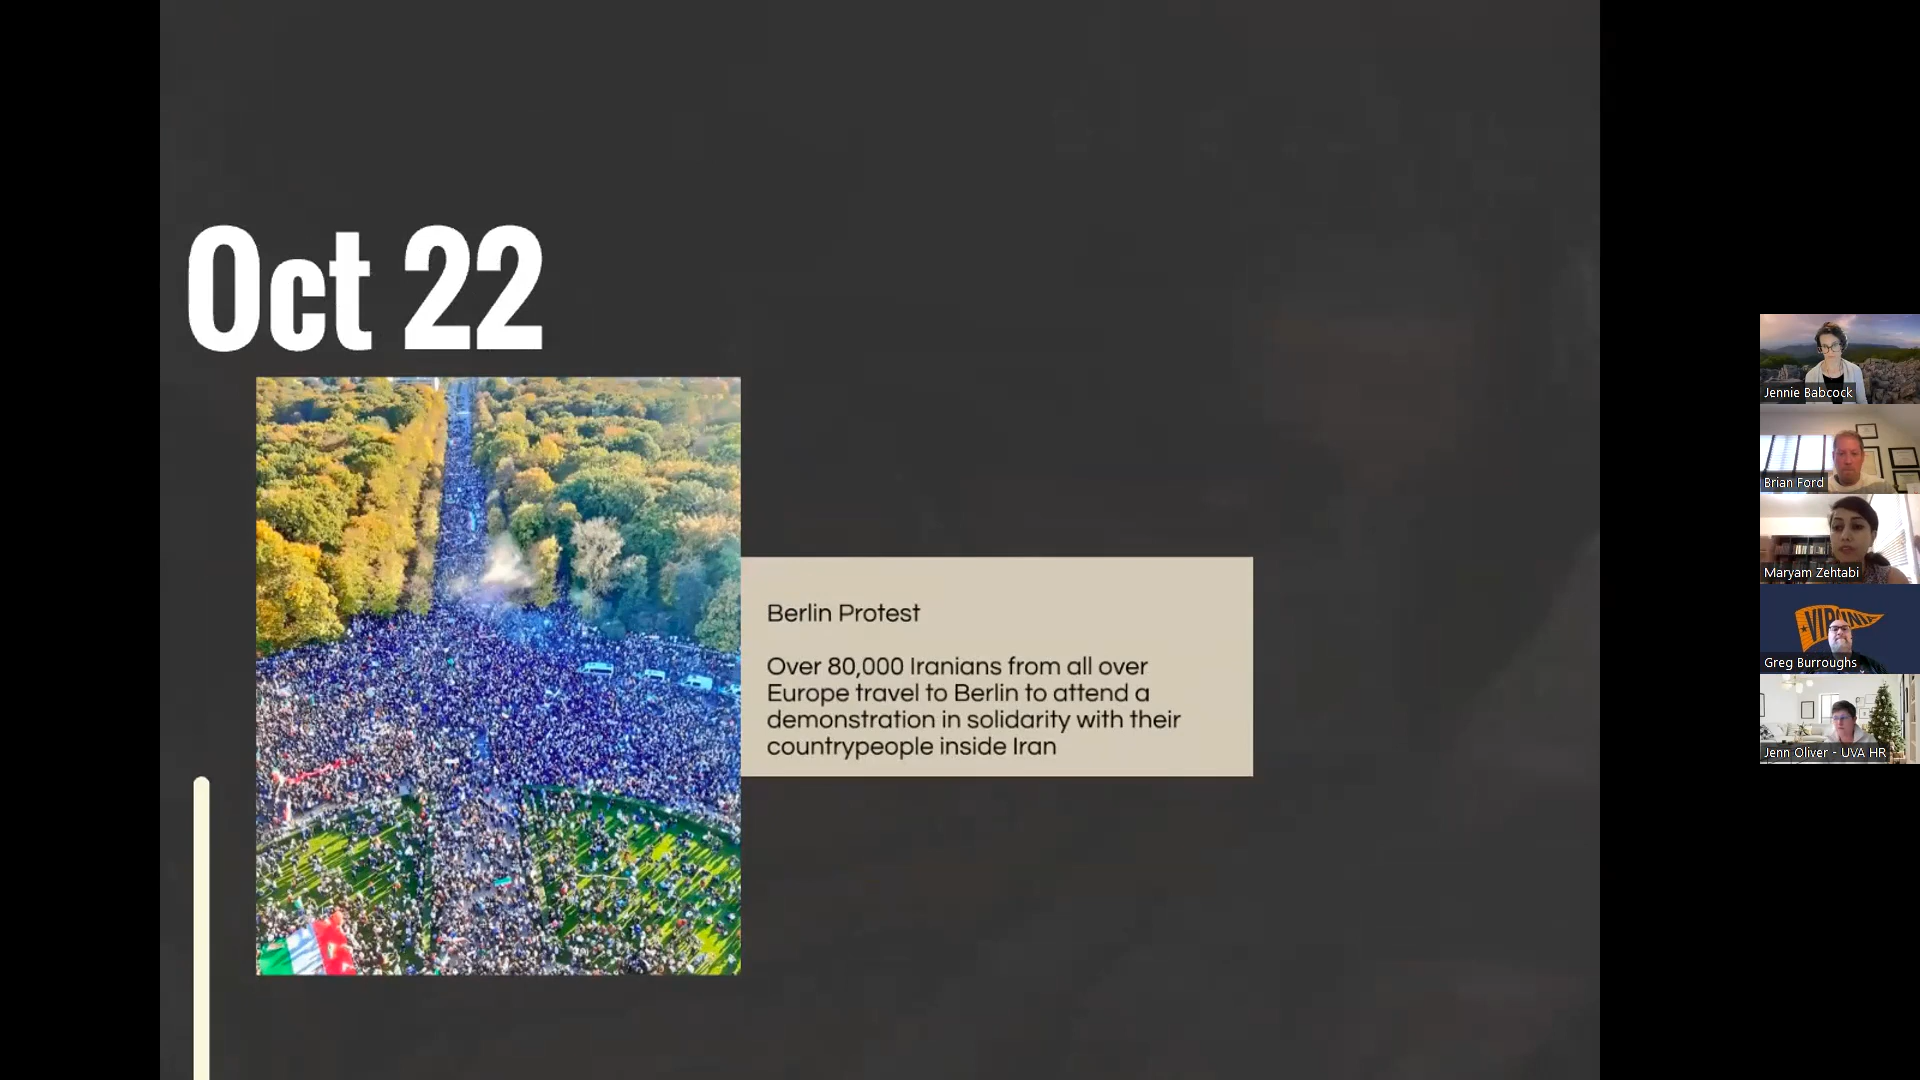 Oct 22
Berlin Protest
Over 80,000 Iranians from all over
Europe travel to Berlin to attend a
demonstration in solidarity with their
countrypeople inside Iran
Jennie Babcock
Brian Ford
Maryam Zehtabi
Greg Burroughs
Jenn Oliver - UVA HR